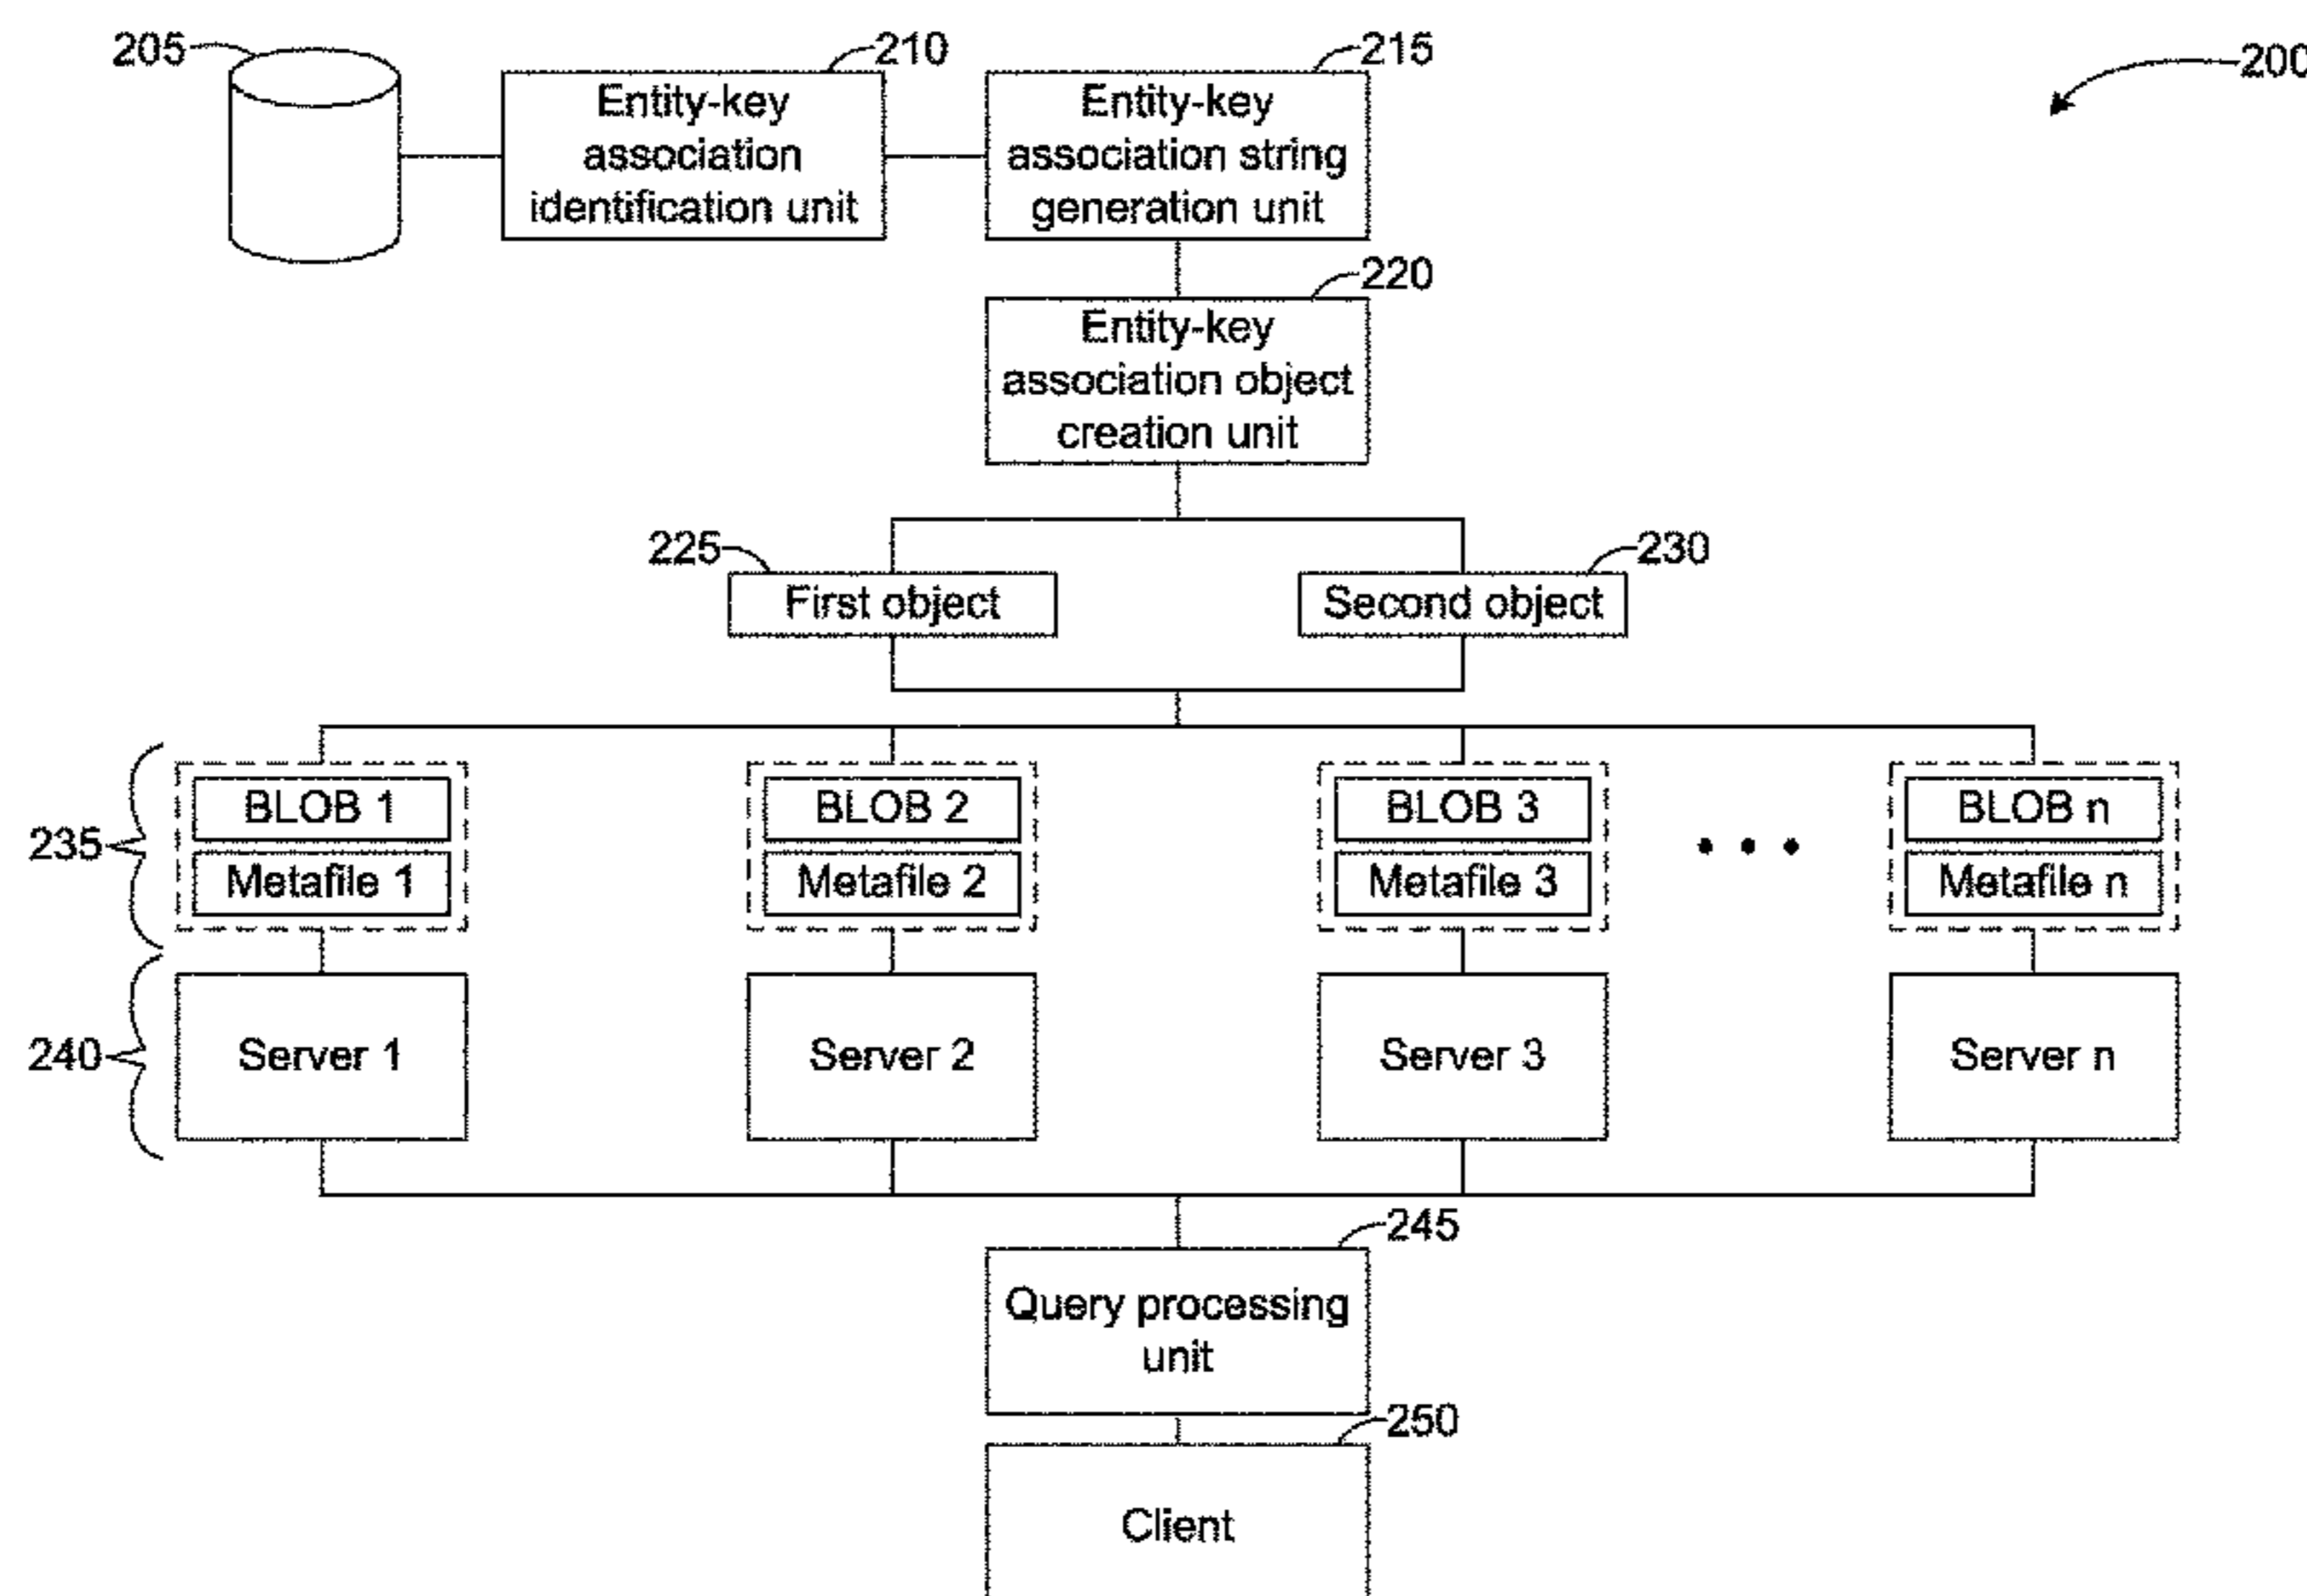 205
210
215
200
Entity-key
association
identification unit
Entity-key
association string
generation unit
220
Entity-key
association object
creation unit
225
230
First object
Second object
235
BLOB 1
BLOB 2
BLOB 3
BLOB n
Metafile 1
Metafile 2
Metafile 3
Metafile n
240
Server 1
Server 2
Server 3
Server n
245
Query processing
unit
250
Client